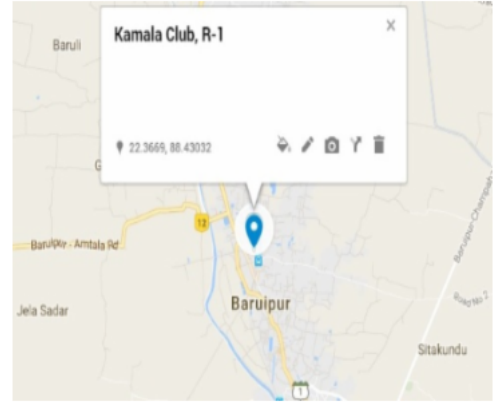 Baruli
Kamala Club, R-1
22.3669, 88.43032
G
12
Baruipur - Amtala Rd
Baruipur
Jela Sadar
Sitakundu
Road No 2
1